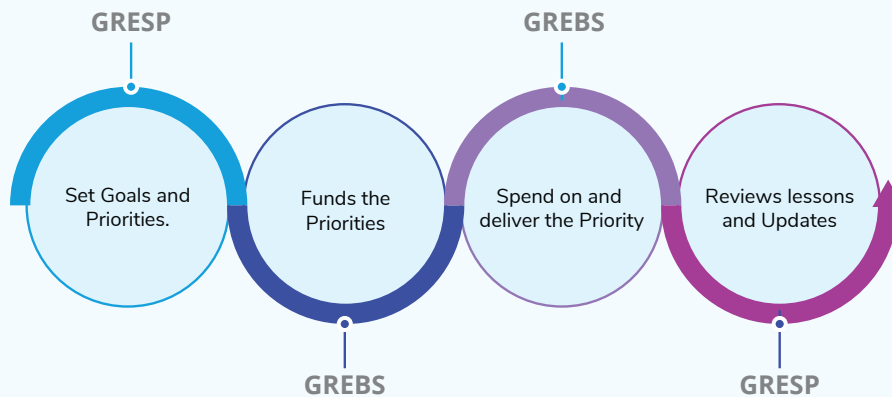 GRESP
GREBS
Set Goals and
Priorities.
Funds the
Priorities
Spend on and
deliver the Priority
Reviews lessons
and Updates
GREBS
GRESP